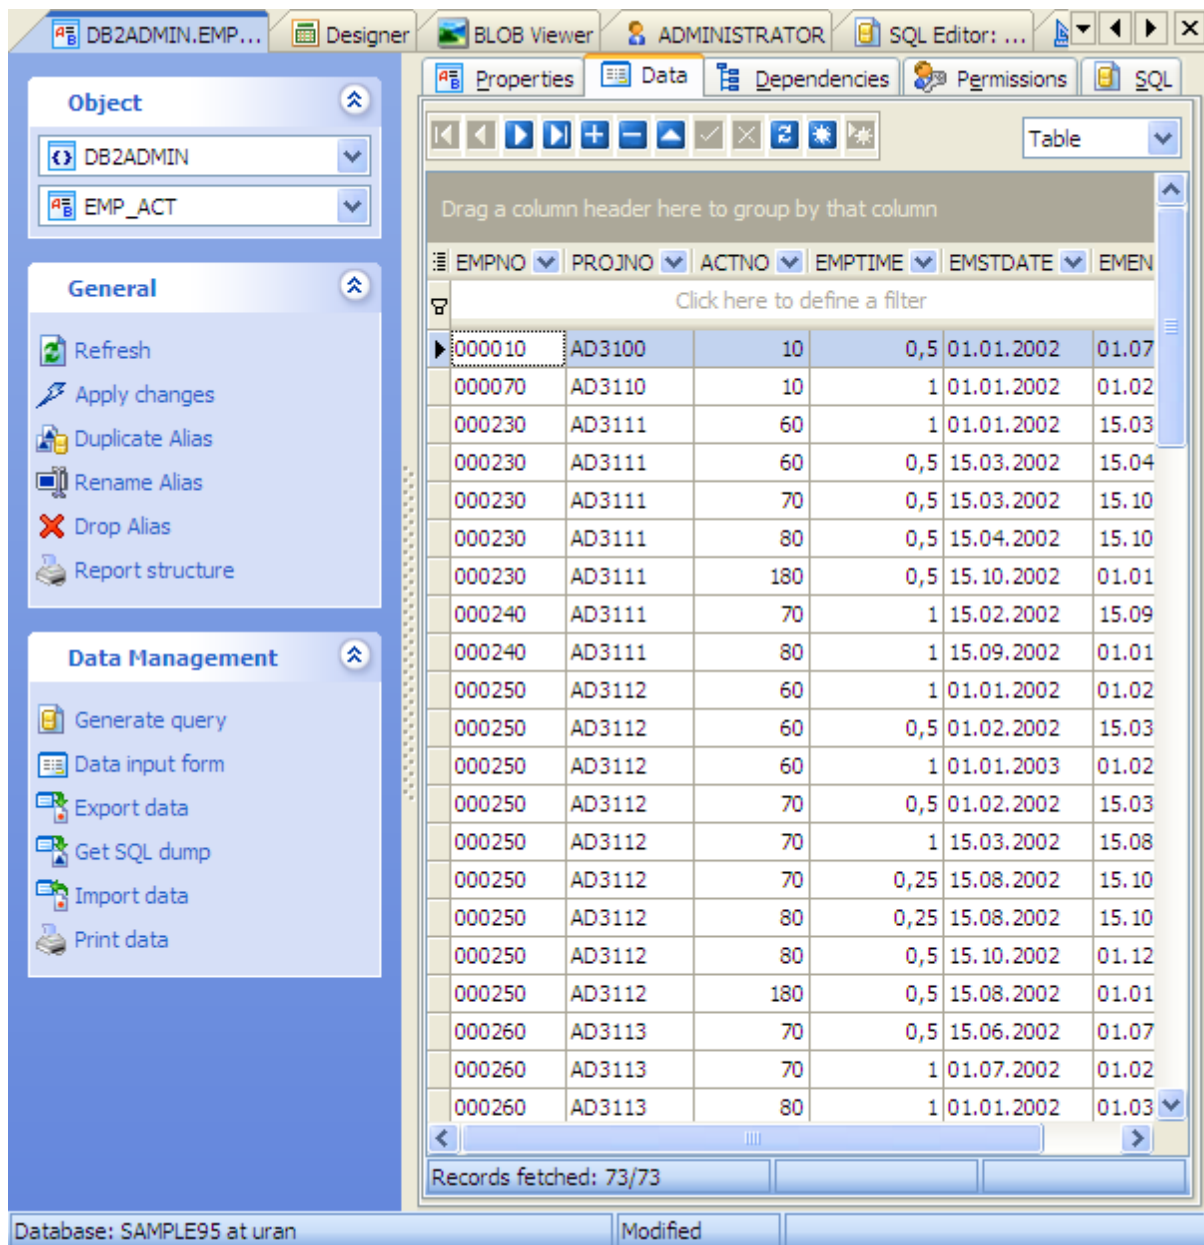 DB2ADMIN.EMP... Designer BLOB Viewer ADMINISTRATOR SQL Editor: ...
Object
DB2ADMIN
EMP_ACT
General
Refresh
Apply changes
Duplicate Alias
Rename Alias
Drop Alias
Report structure
Data Management
Generate query
Data input form
Export data
Get SQL dump
Import data
Print data
Properties Data Dependencies Permissions SQL
Table
Drag a column header here to group by that column
EMPNO PROJNO ACTNO EMPTIME EMSTDATE EMEN
Click here to define a filter
000010 AD3100 10 0,5 01.01.2002 01.07
000070 AD3110 10 1 01.01.2002 01.02
000230 AD3111 60 1 01.01.2002 15.03
000230 AD3111 60 0,5 15.03.2002 15.04
000230 AD3111 70 0,5 15.03.2002 15.10
000230 AD3111 80 0,5 15.04.2002 15.10
000230 AD3111 180 0,5 15.10.2002 01.01
000240 AD3111 70 1 15.02.2002 15.09
000240 AD3111 80 1 15.09.2002 01.01
000250 AD3112 60 1 01.01.2002 01.02
000250 AD3112 60 0,5 01.02.2002 15.03
000250 AD3112 60 1 01.01.2003 01.02
000250 AD3112 70 0,5 01.02.2002 15.03
000250 AD3112 70 1 15.03.2002 15.08
000250 AD3112 70 0,25 15.08.2002 15.10
000250 AD3112 80 0,25 15.08.2002 15.10
000250 AD3112 80 0,5 15.10.2002 01.12
000250 AD3112 180 0,5 15.08.2002 01.01
000260 AD3113 70 0,5 15.06.2002 01.07
000260 AD3113 70 1 01.07.2002 01.02
000260 AD3113 80 1 01.01.2002 01.03
Records fetched: 73/73
Database: SAMPLE95 at uran Modified